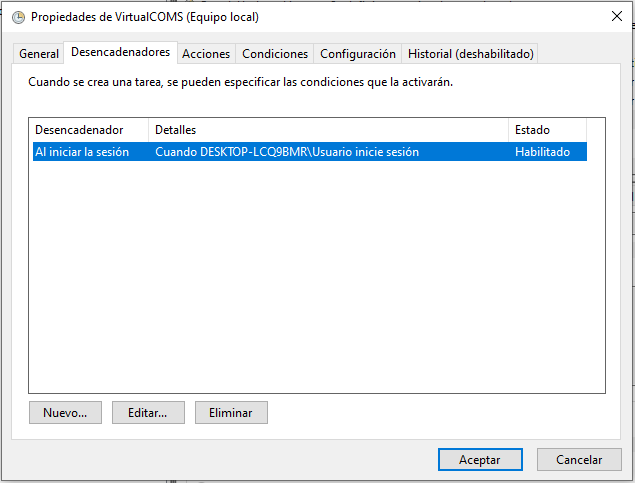 Propiedades de VirtualCOMS (Equipo local)
General Desencadenadores Acciones Condiciones Configuración Historial (deshabilitado)
Cuando se crea una tarea, se pueden especificar las condiciones que la activarán.
Desencadenador Detalles Estado
Al iniciar la sesión Cuando DESKTOP-LCQ9BMR\Usuario inicie sesión Habilitado
Nuevo... Editar... Eliminar
Aceptar Cancelar